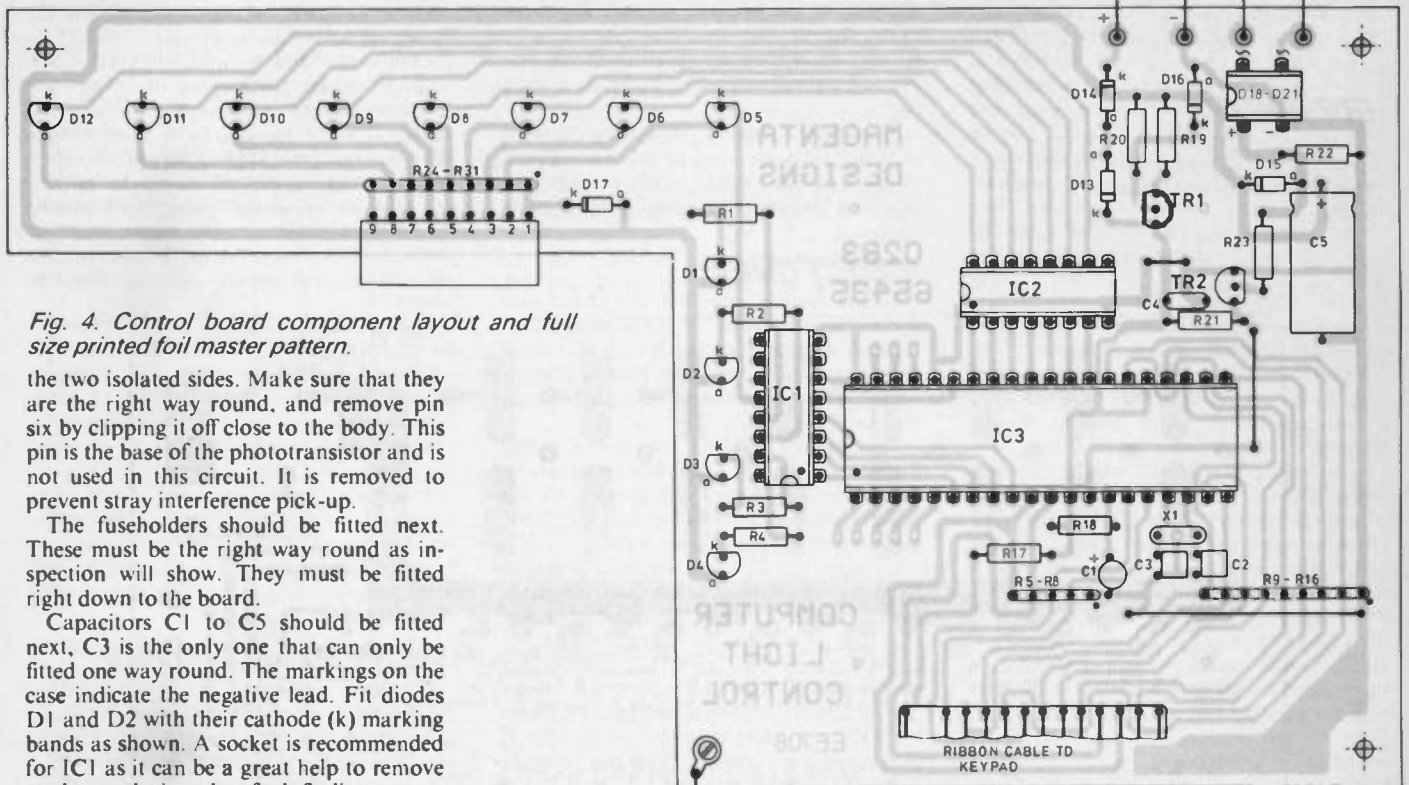 +
-
k
k
k
k
k
k
k
k
D12
D11
D10
D9
D8
D7
D6
D5
a
a
a
a
a
a
a
a
R24-R31
9 8 7 6 5 4 3 2 1
k
D17
a
k
D14
a
D16
a
k
D18-D21
+
-
R20
R19
R22
a
D13
k
D15
k
a
TR1
R23
+
C5
TR2
C4
R21
R1
k
D1
a
R2
k
D2
a
k
D3
a
R3
R4
k
D4
a
IC1
IC2
IC3
MAGENTA
DESIGNS
0283
65435
R17
R18
R5-R8
+
C1
X1
C3
C2
R9-R16
COMPUTER
LIGHT
CONTROL
EE708
RIBBON CABLE TO
KEYPAD
Fig. 4. Control board component layout and full
size printed foil master pattern.
the two isolated sides. Make sure that they
are the right way round, and remove pin
six by clipping it off close to the body. This
pin is the base of the phototransistor and is
not used in this circuit. It is removed to
prevent stray interference pick-up.
The fuseholders should be fitted next.
These must be the right way round as in-
spection will show. They must be fitted
right down to the board.
Capacitors C1 to C5 should be fitted
next, C3 is the only one that can only be
fitted one way round. The markings on the
case indicate the negative lead. Fit diodes
D1 and D2 with their cathode (k) marking
bands as shown. A socket is recommended
for IC1 as it can be a great help to remove